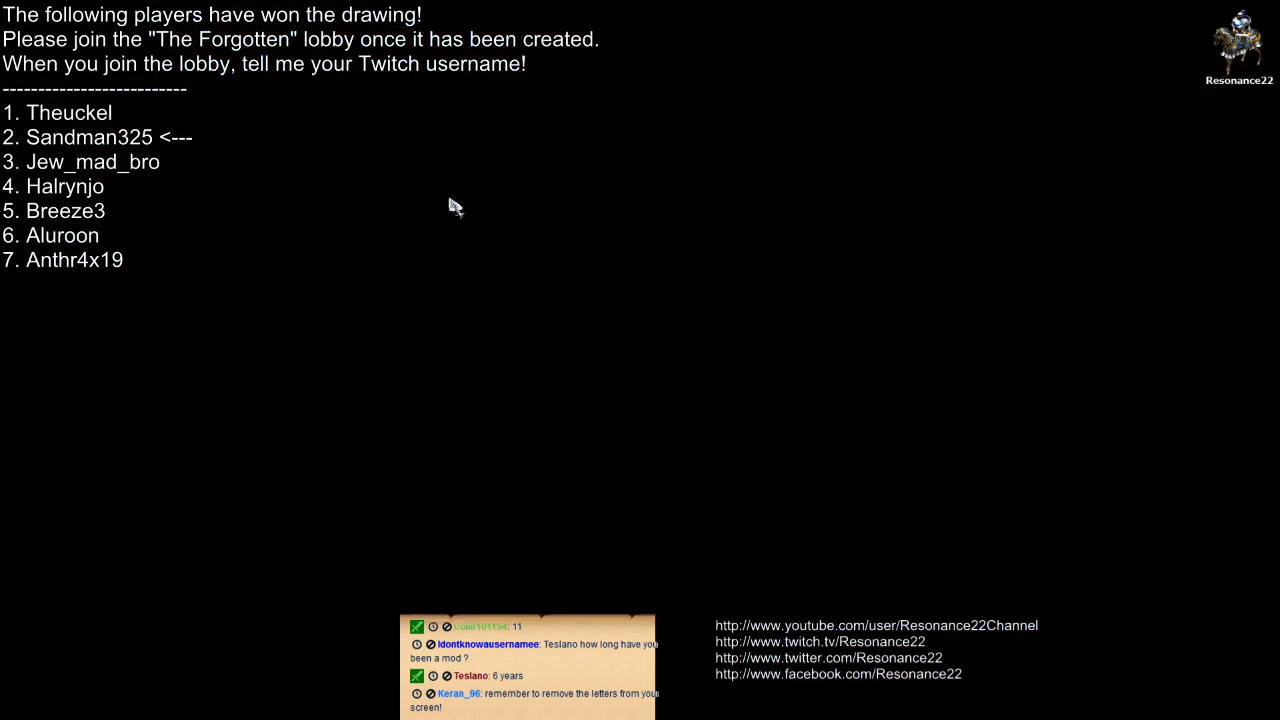 The following players have won the drawing!
Please join the "The Forgotten" lobby once it has been created.
When you join the lobby, tell me your Twitch username!
--------------------------
1. Theuckel
2. Sandman325 <---
3. Jew_mad_bro
4. Halrynjo
5. Breeze3
6. Aluroon
7. Anthr4x19
Resonance22
: 11
Idontknowausernamee: Teslano how long have you
been a mod ?
Teslano: 6 years
Keran_96: remember to remove the letters from your
screen!
http://www.youtube.com/user/Resonance22Channel
http://www.twitch.tv/Resonance22
http://www.twitter.com/Resonance22
http://www.facebook.com/Resonance22